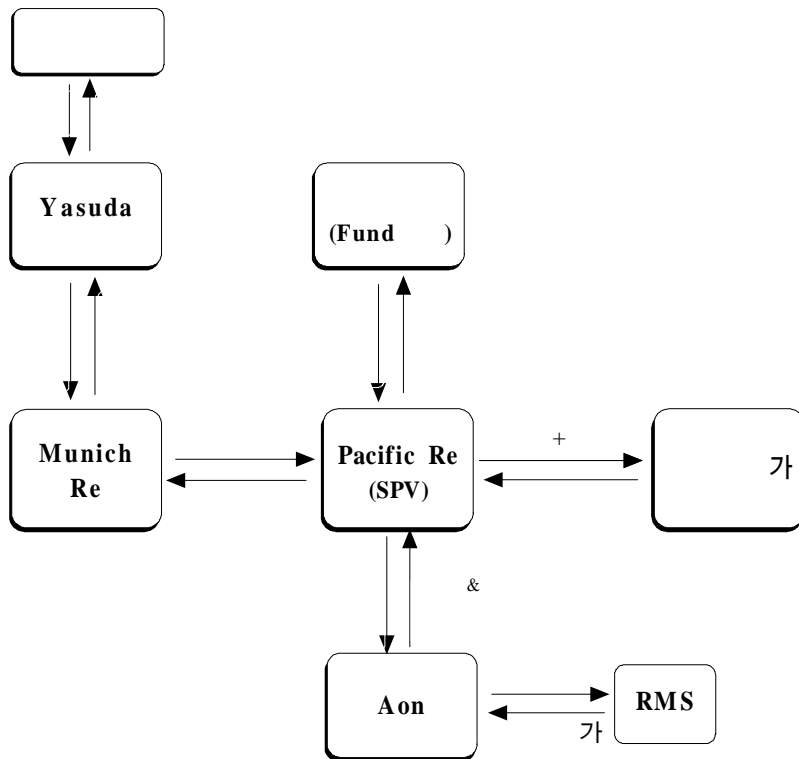 Yasuda
(Fund )
Munich
Re
Pacific Re
(SPV)
+
가
&
Aon
RMS
가